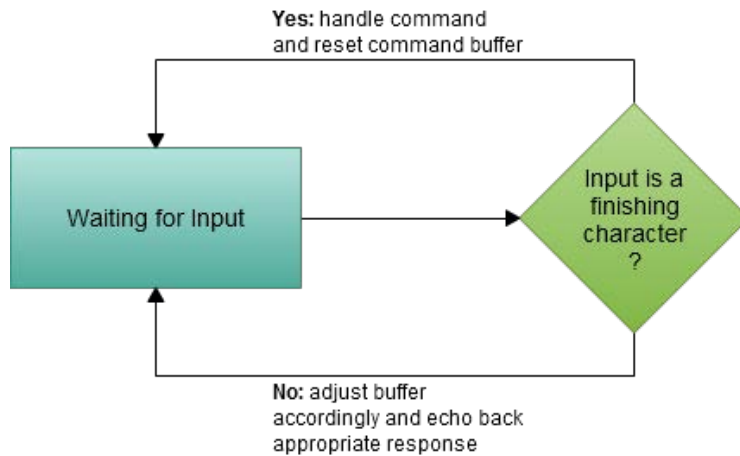 Yes: handle command
and reset command buffer
Waiting for Input
Input is a
finishing
character
?
No: adjust buffer
accordingly and echo back
appropriate response